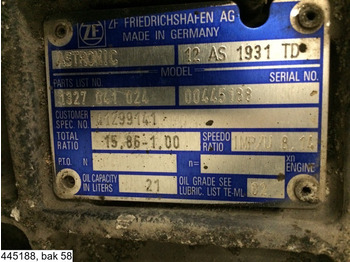 ZF FRIEDRICHSHAFEN AG
ZF
MADE IN GERMANY
ASTRONIC 12 AS 1931 TD
MODEL
PARTS LIST NO SERIAL NO.
1327 041 024 00445188
CUSTOMER
SPEC. NO
TOTAL
RATIO 15,86-1.00 SPEEDO
RATIO
P.T.O. N n= XΩ
ENGINE
OIL CAPACITY
IN LITERS 21 OIL GRADE SEE
LUBRIC. LIST TE-ML
445188, bak 58